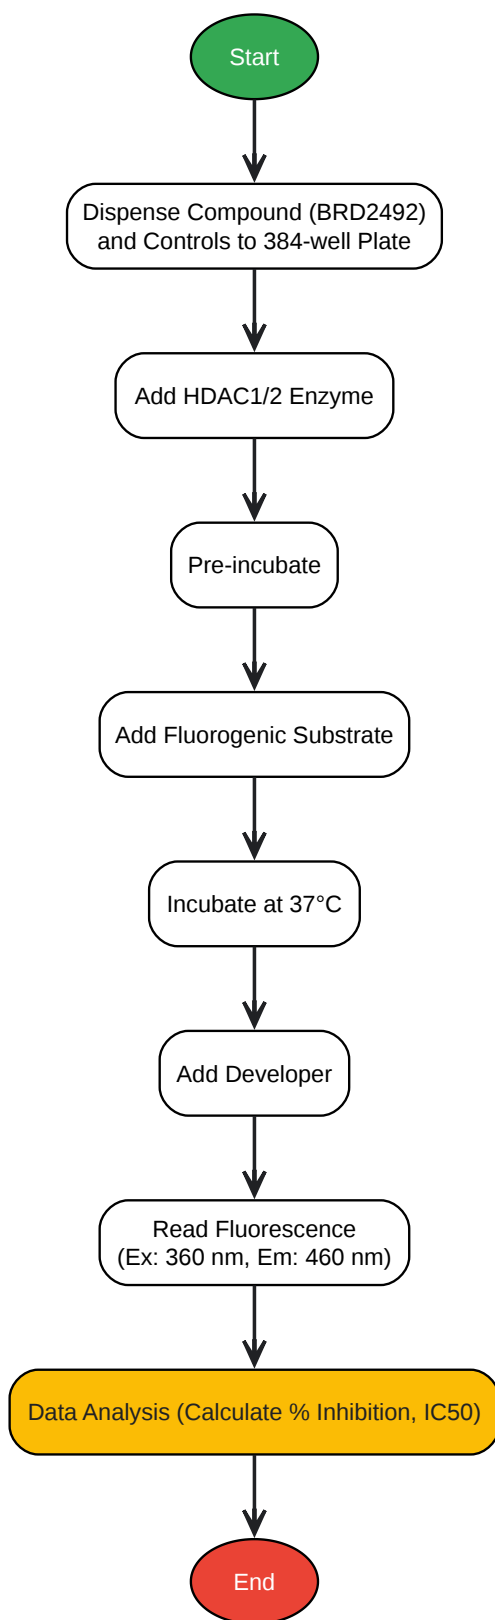 Start
Dispense Compound (BRD2492)
and Controls to 384-well Plate
Add HDAC1/2 Enzyme
Pre-incubate
Add Fluorogenic Substrate
Incubate at 37°C
Add Developer
Read Fluorescence
(Ex: 360 nm, Em: 460 nm)
Data Analysis (Calculate % Inhibition, IC50)
End